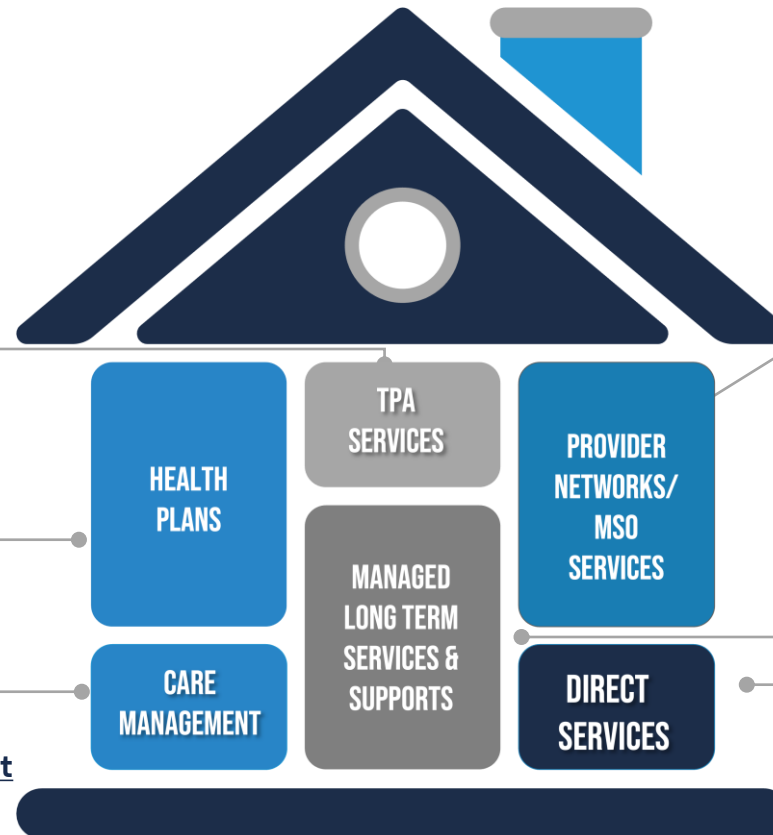 TPA
SERVICES
HEALTH
PLANS
PROVIDER
NETWORKS/
MSO
SERVICES
MANAGED
LONG TERM
SERVICES &
SUPPORTS
CARE
MANAGEMENT
DIRECT
SERVICES
t